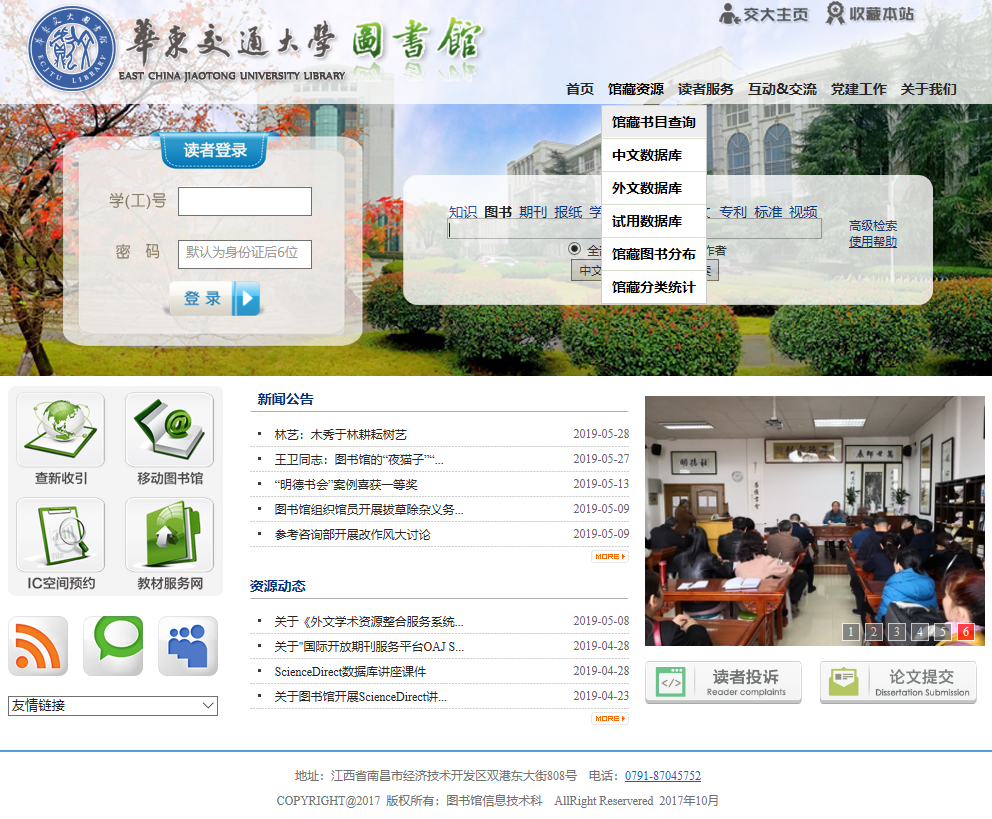 華東交通大學 圖書館
EAST CHINA JIAOTONG UNIVERSITY LIBRARY
ECJTU LIBRARY
交大主页 收藏本站
首页 馆藏资源 读者服务 互动&交流 党建工作 关于我们
馆藏书目查询
中文数据库
外文数据库
试用数据库
馆藏图书分布
馆藏分类统计
读者登录
学(工)号
密 码 默认为身份证后6位
登 录
知识 图书 期刊 报纸 学 专利 标准 视频
高级检索
使用帮助
全 作者
中文
查新收引 移动图书馆
IC空间预约 教材服务网
友情链接
新闻公告
林艺：木秀于林耕耘树艺 2019-05-28
王卫同志：图书馆的“夜猫子”“... 2019-05-27
“明德书会”案例喜获一等奖 2019-05-13
图书馆组织馆员开展拔草除杂义务... 2019-05-09
参考咨询部开展改作风大讨论 2019-05-09
MORE
资源动态
关于《外文学术资源整合服务系统... 2019-05-08
关于"国际开放期刊服务平台OAJ S... 2019-04-28
ScienceDirect数据库讲座课件 2019-04-28
关于图书馆开展ScienceDirect讲... 2019-04-23
MORE
1 2 3 4 5 6
读者投诉
Reader complaints
论文提交
Dissertation Submission
地址：江西省南昌市经济技术开发区双港东大街808号 电话：0791-87045752
COPYRIGHT@2017 版权所有：图书馆信息技术科 AllRight Reservered 2017年10月